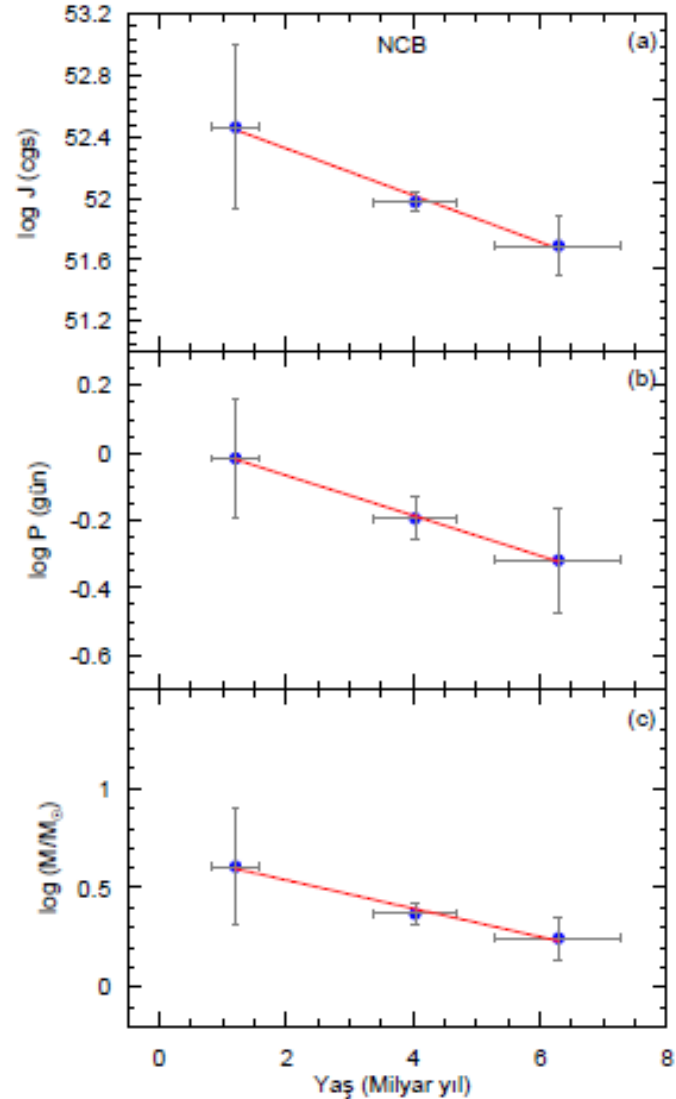 53.2
NCB
(a)
52.8
52.4
52
51.6
51.2
log J (cgs)
(b)
0.2
0
-0.2
-0.4
-0.6
log P (gün)
(c)
1
0.5
0
log (M/M☉)
0 2 4 6 8
Yaş (Milyar yıl)